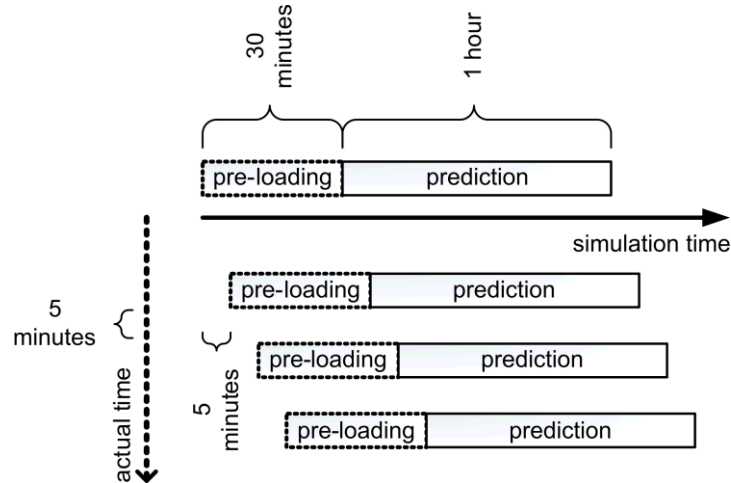 30
minutes
1 hour
pre-loading
prediction
simulation time
pre-loading
prediction
5
minutes
pre-loading
prediction
5
minutes
actual time
pre-loading
prediction